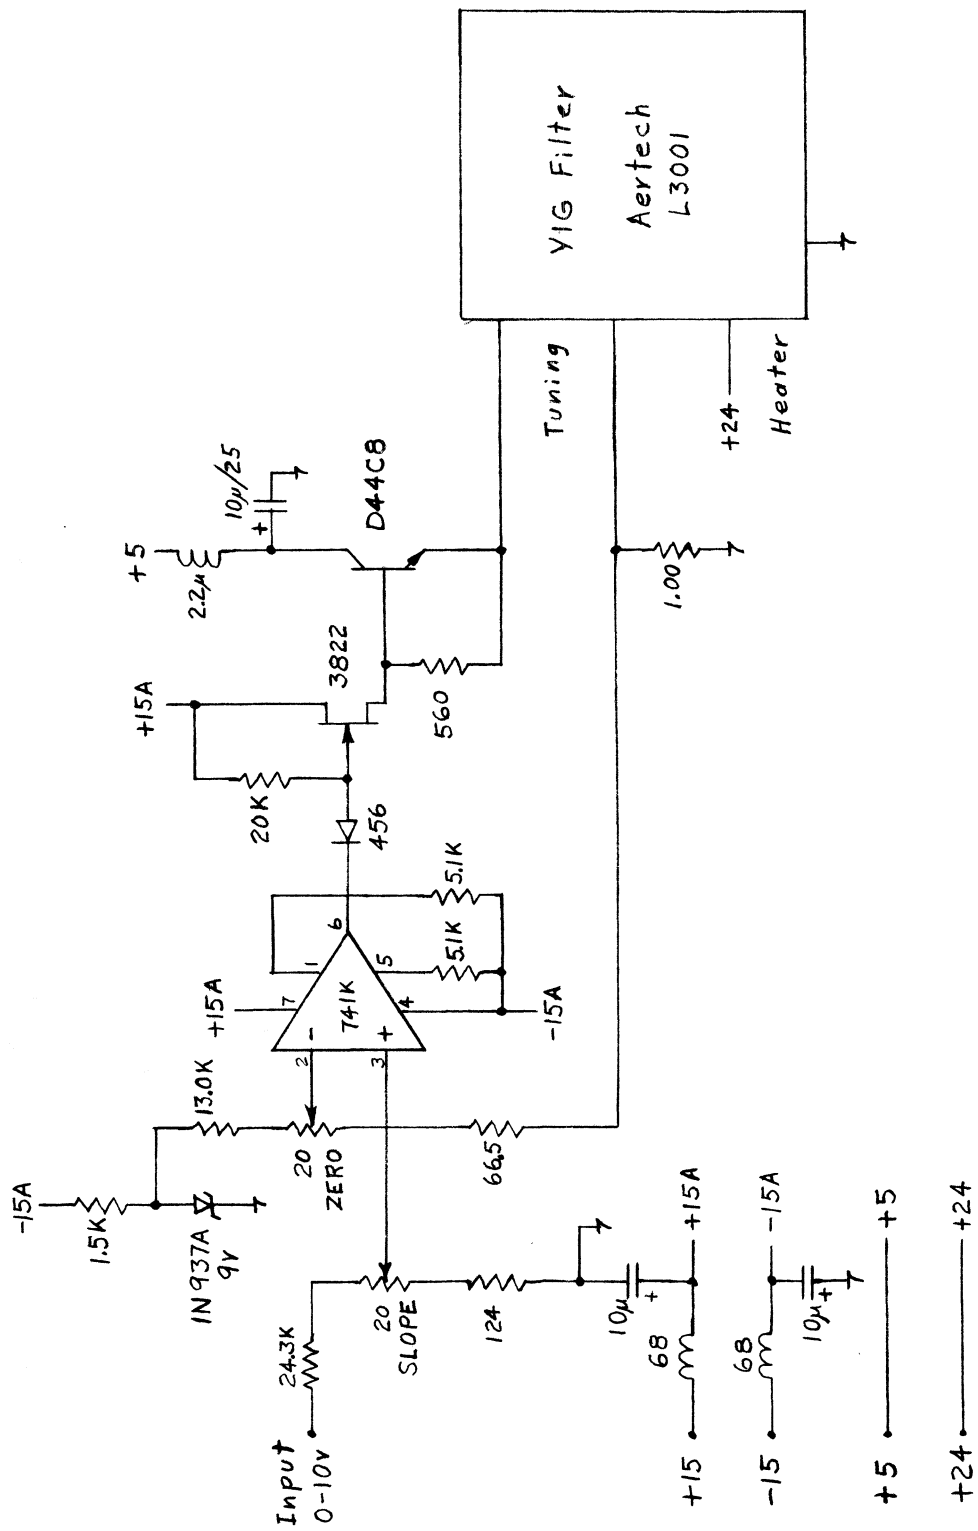 -15A
1.5K
1N937A
9v
13.0K
20
ZERO
66.5
Input
0-10v
24.3K
20
SLOPE
124
+15A
7
2
-
3
+
741K
1
6
5
4
-15A
5.1K
5.1K
456
20K
+15A
3822
560
+5
2.2µ
10µ/25
+
D44C8
Tuning
1.00
+24
Heater
YIG Filter
Aertech
L3001
+15
68
10µ
+
+15A
-15
68
10µ
+
-15A
+5
+5
+24
+24